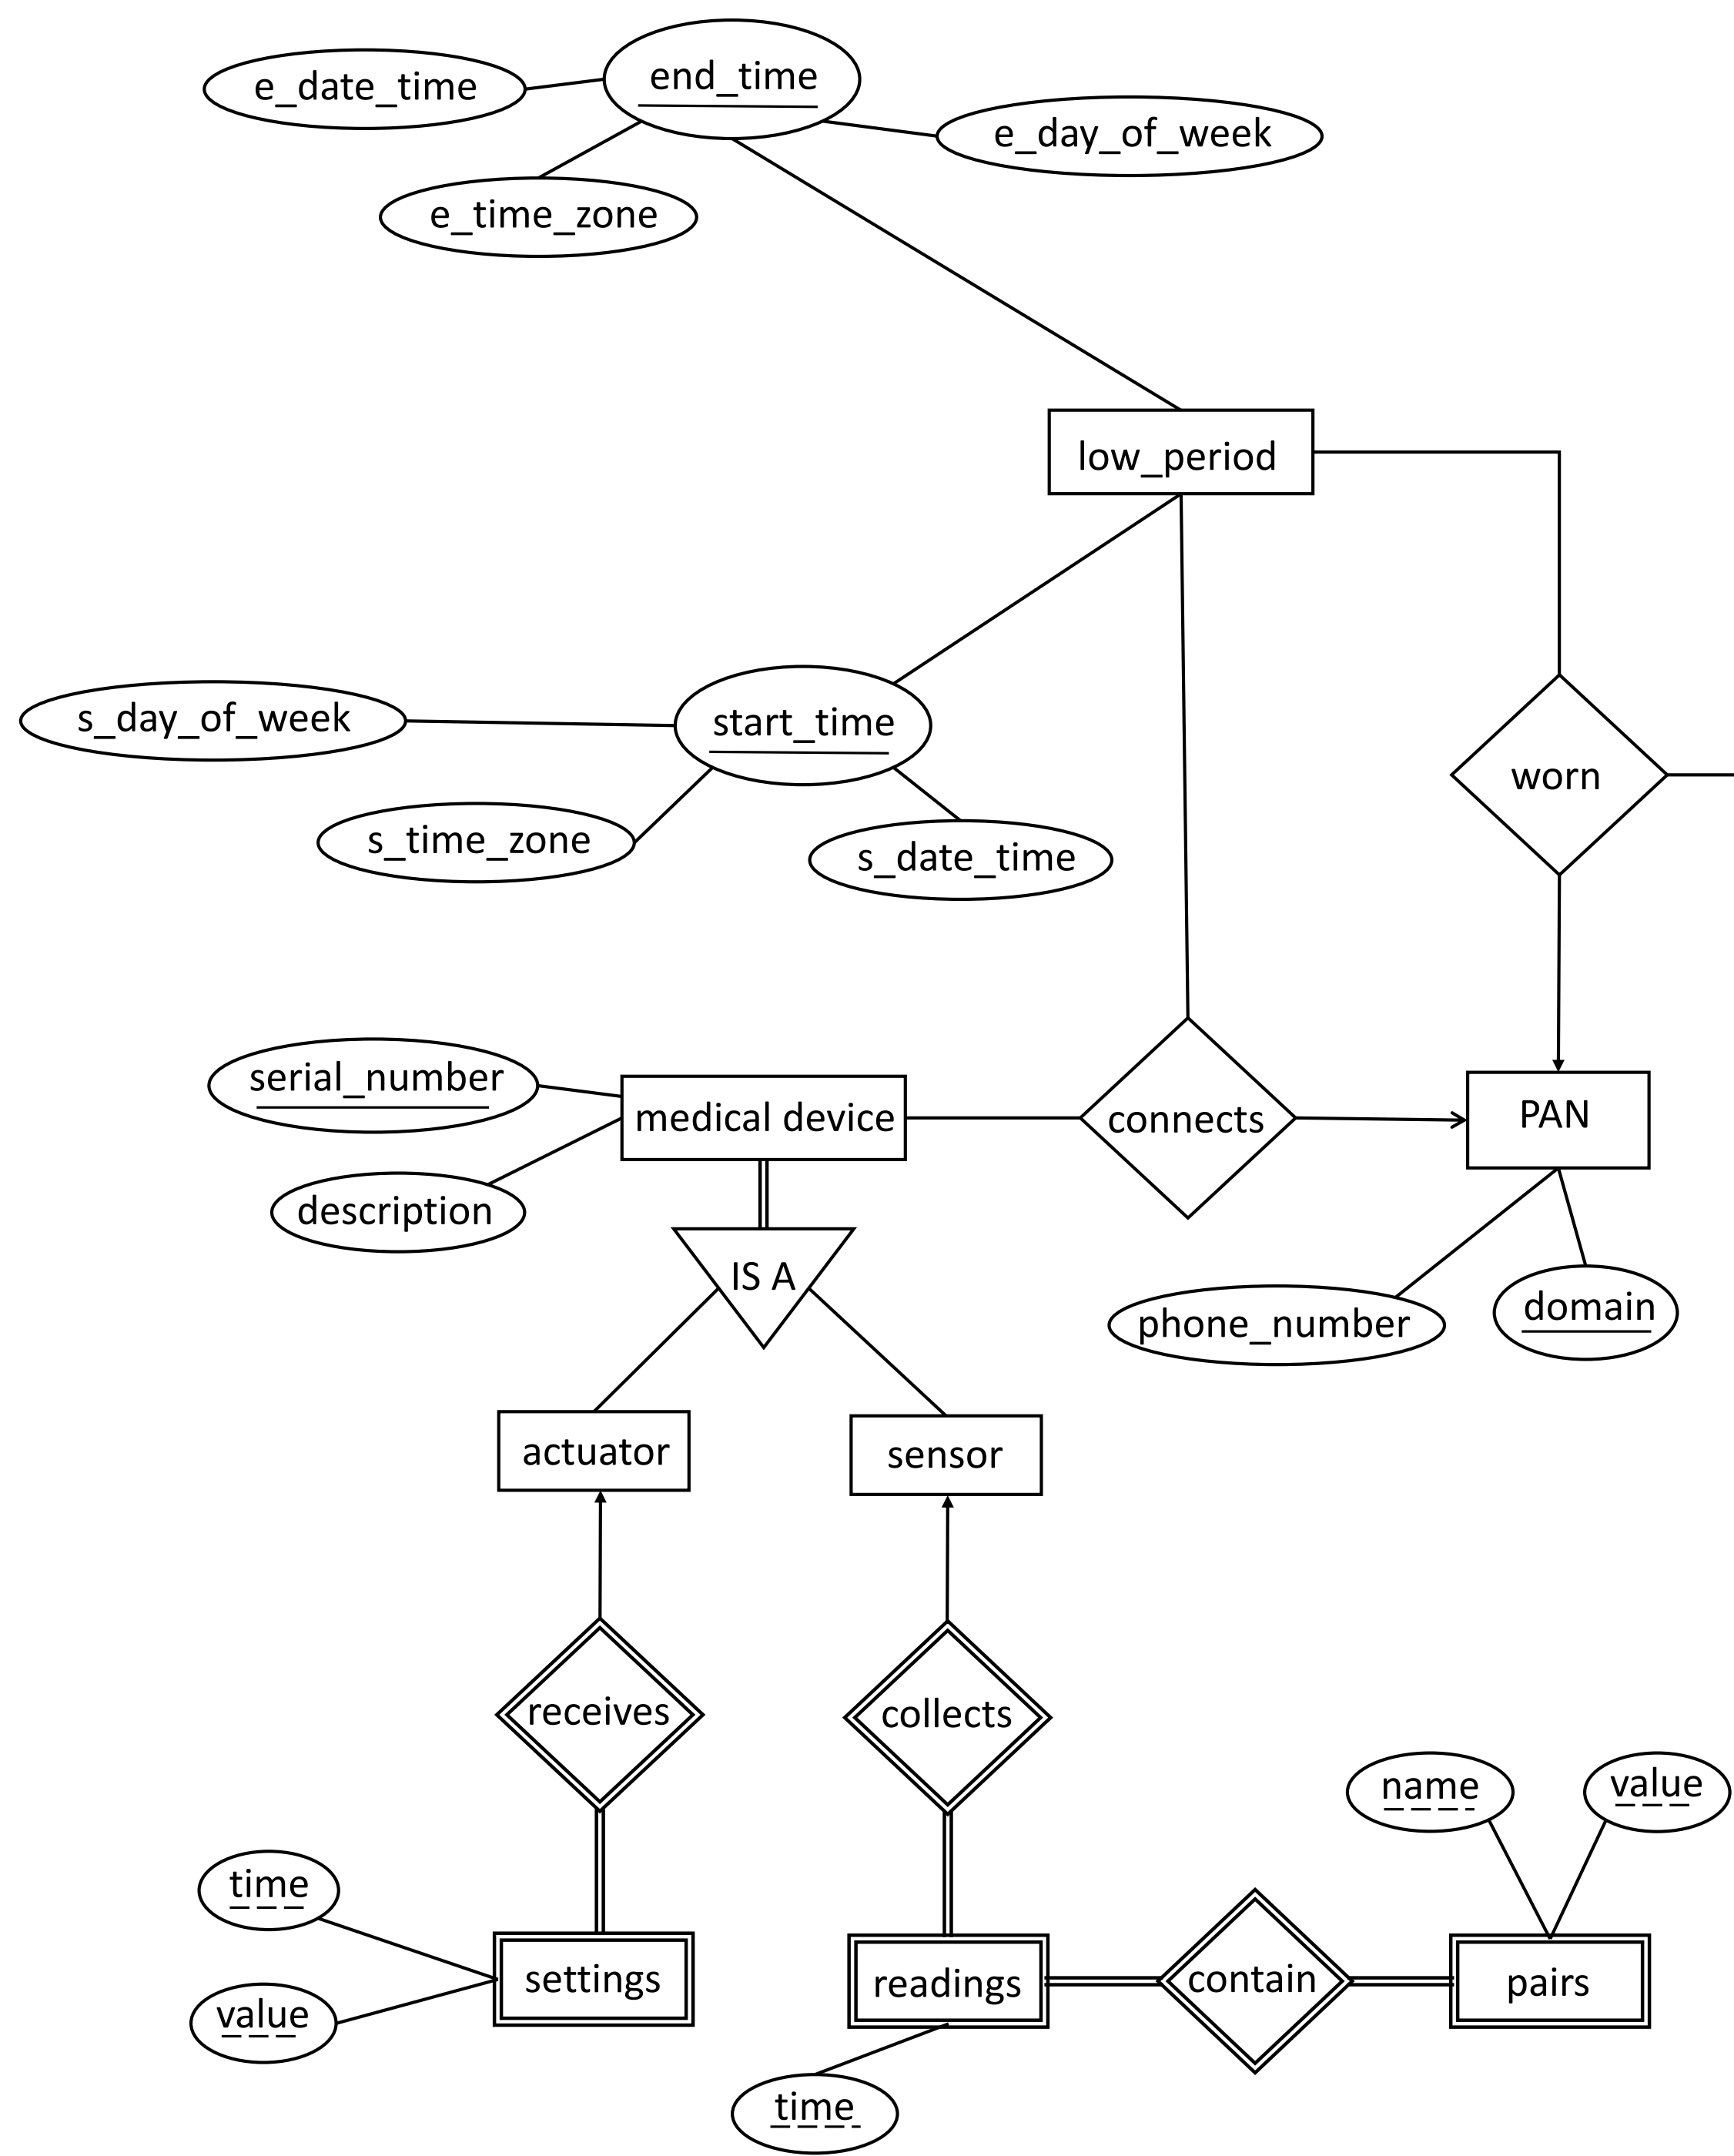 end_time
e_date_time
e_day_of_week
e_time_zone
low_period
s_day_of_week
start_time
worn
s_time_zone
s_date_time
serial_number
medical device
connects
PAN
description
IS A
phone_number
domain
actuator
sensor
receives
collects
name
value
time
settings
readings
contain
pairs
value
time